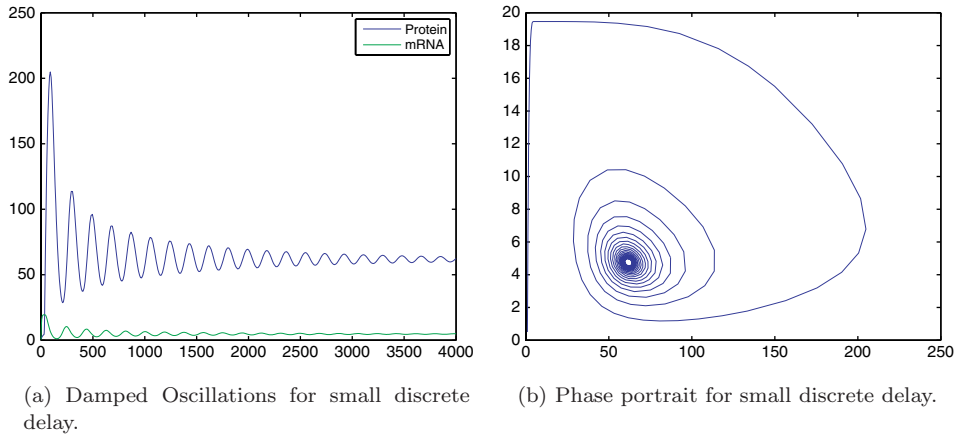 250
200
150
100
50
0
0 500 1000 1500 2000 2500 3000 3500 4000
Protein
mRNA
(a) Damped Oscillations for small discrete
delay.
20
18
16
14
12
10
8
6
4
2
0
0 50 100 150 200 250
(b) Phase portrait for small discrete delay.